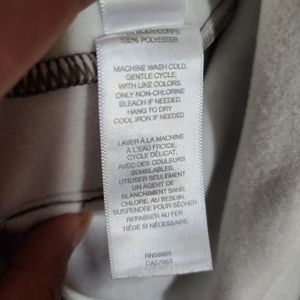 BODY/CORPS
100% POLYESTER
MACHINE WASH COLD
GENTLE CYCLE,
WITH LIKE COLORS.
ONLY NON-CHLORINE
BLEACH IF NEEDED.
HANG TO DRY
COOL IRON IF NEEDED
LAVER À LA MACHINE
À L'EAU FROIDE,
CYCLE DÉLICAT,
AVEC DES COULEURS
SEMBLABLES.
UTILISER SEULEMENT
UN AGENT DE
BLANCHIMENT SANS
CHLORE, AU BESOIN.
SUSPENDRE POUR SÉCHER
REPASSER AU FER
TIÈDE SI NÉCESSAIRE